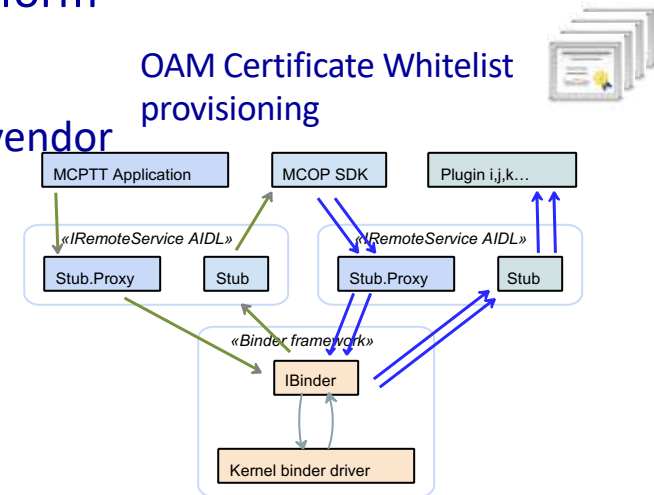 OAM Certificate Whitelist
provisioning
vendor
MCPTT Application
MCOP SDK
Plugin i,j,k…
«IRemoteService AIDL»
«IRemoteService AIDL»
Stub.Proxy
Stub
Stub.Proxy
Stub
«Binder framework»
IBinder
Kernel binder driver